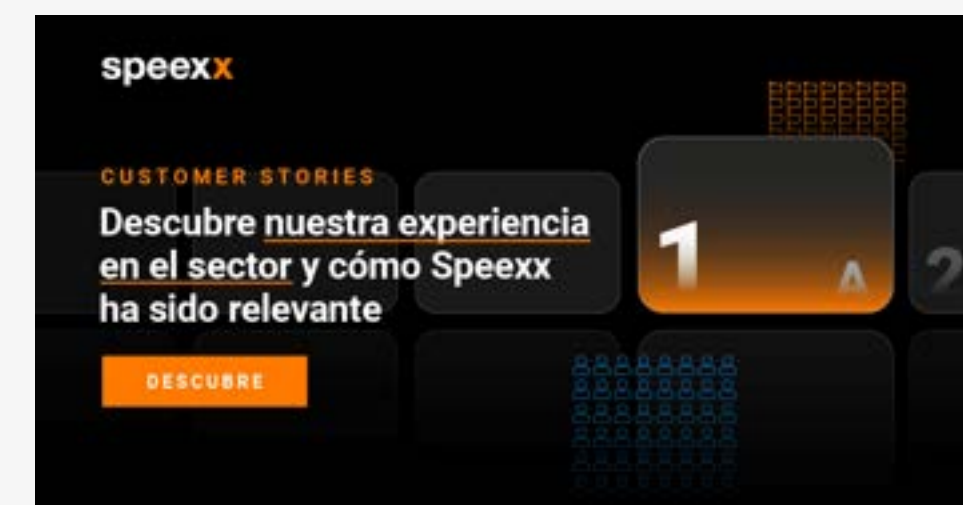 speexx
CUSTOMER STORIES
Descubre nuestra experiencia
en el sector y cómo Speexx
ha sido relevante
DESCUBRE
1
A
2